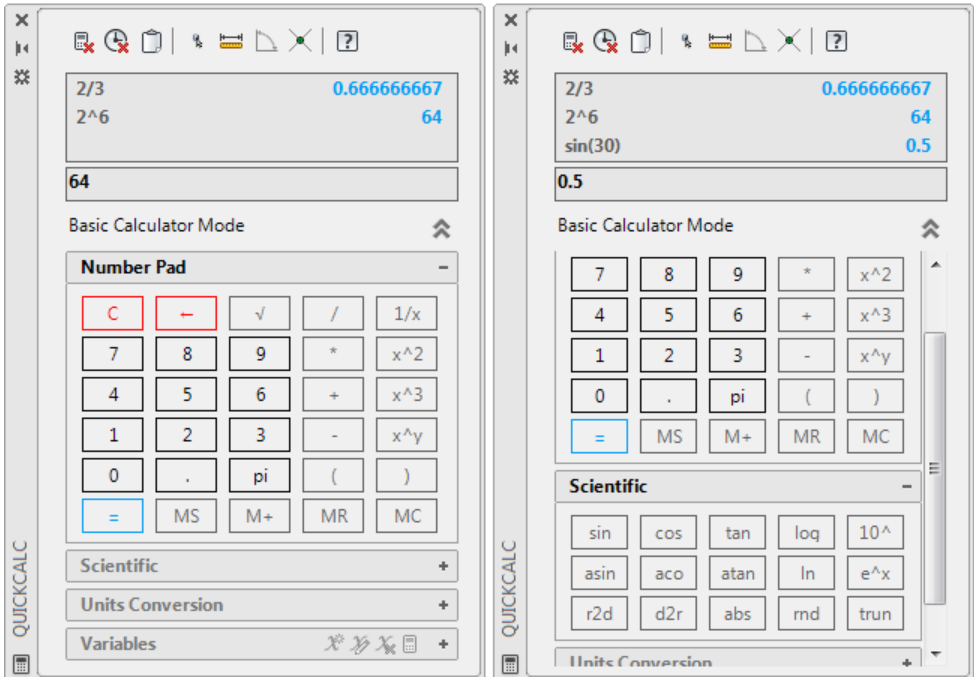 2/3 0.666666667
2^6 64
64
Basic Calculator Mode
Number Pad −
C ← √ / 1/x
7 8 9 * x^2
4 5 6 + x^3
1 2 3 - x^y
0 . pi ( )
= MS M+ MR MC
Scientific +
Units Conversion +
Variables +
QUICKCALC
?
2/3 0.666666667
2^6 64
sin(30) 0.5
0.5
Basic Calculator Mode
7 8 9 * x^2
4 5 6 + x^3
1 2 3 - x^y
0 . pi ( )
= MS M+ MR MC
Scientific −
sin cos tan log 10^
asin aco atan ln e^x
r2d d2r abs rnd trun
Units Conversion +
QUICKCALC
?